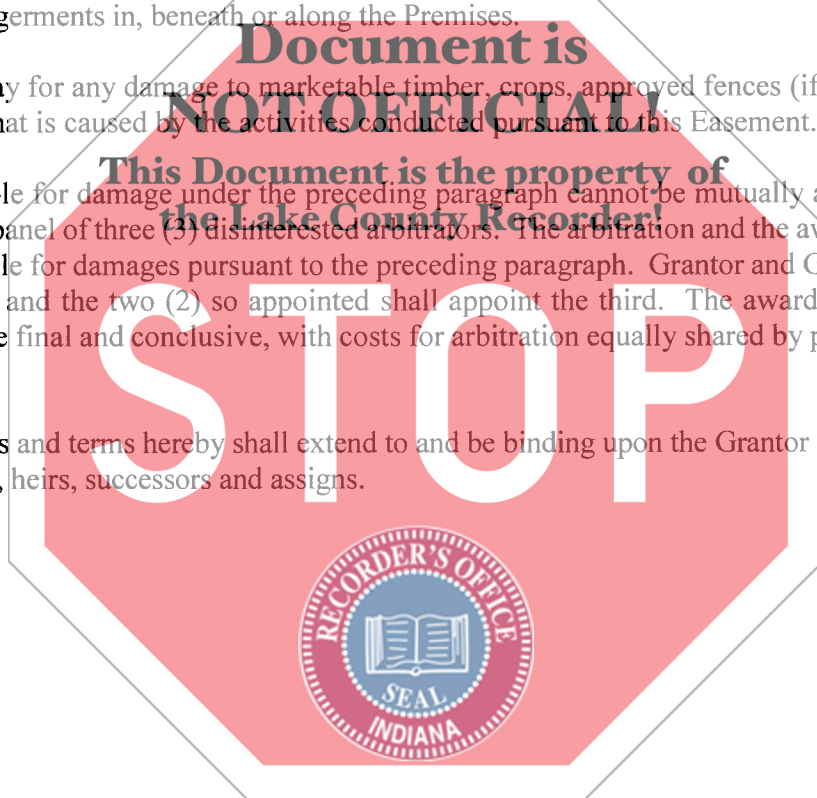 germents in, beneath or along the Premises.
Document is
y for any damage to marketable timber, crops, approved fences (if
NOT OFFICIAL!
at is caused by the activities conducted pursuant to this Easement.
This Document is the property of
le for damage under the preceding paragraph cannot be mutually a
the Lake County Recorder!
panel of three (3) disinterested arbitrators. The arbitration and the aw
le for damages pursuant to the preceding paragraph. Grantor and G
and the two (2) so appointed shall appoint the third. The award
e final and conclusive, with costs for arbitration equally shared by p
STOP
s and terms hereby shall extend to and be binding upon the Grantor
, heirs, successors and assigns.
RECORDER'S OFFICE
SEAL
INDIANA